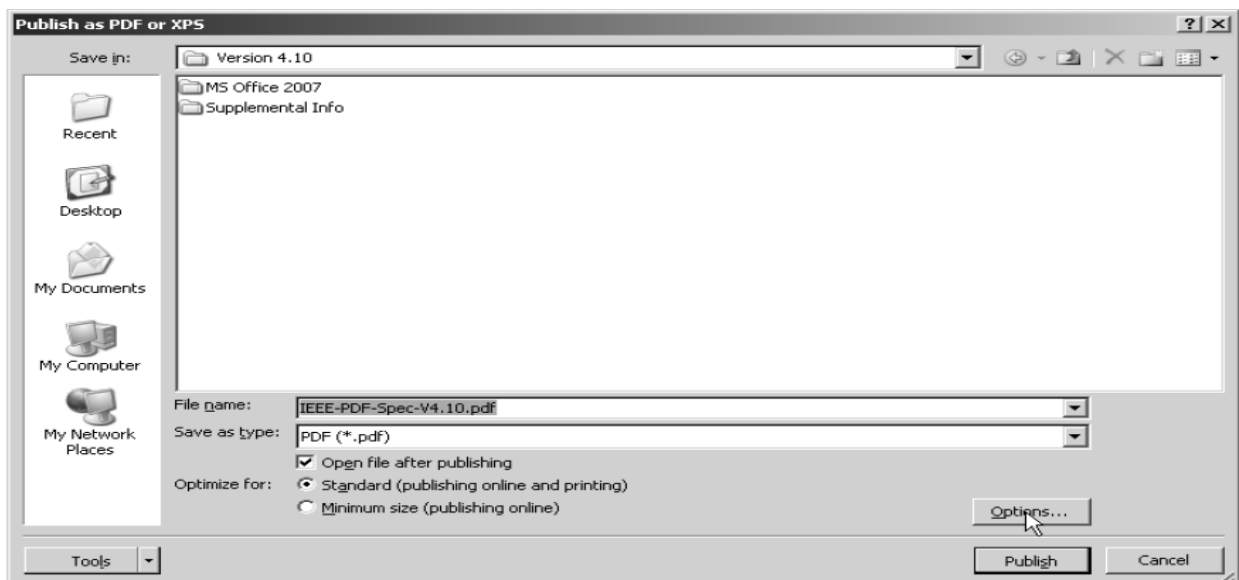 Publish as PDF or XPS
Save in:
Version 4.10
MS Office 2007
Supplemental Info
Recent
Desktop
My Documents
My Computer
My Network
Places
File name:
IEEE-PDF-Spec-V4.10.pdf
Save as type:
PDF (*.pdf)
Open file after publishing
Optimize for:
Standard (publishing online and printing)
Minimum size (publishing online)
Options...
Tools
Publish
Cancel